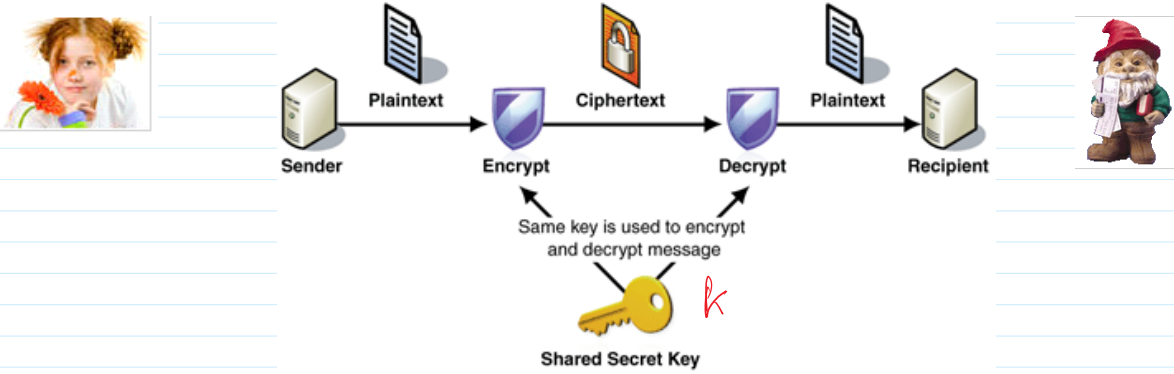 Plaintext
Ciphertext
Plaintext
Sender
Encrypt
Decrypt
Recipient
Same key is used to encrypt
and decrypt message
k
Shared Secret Key